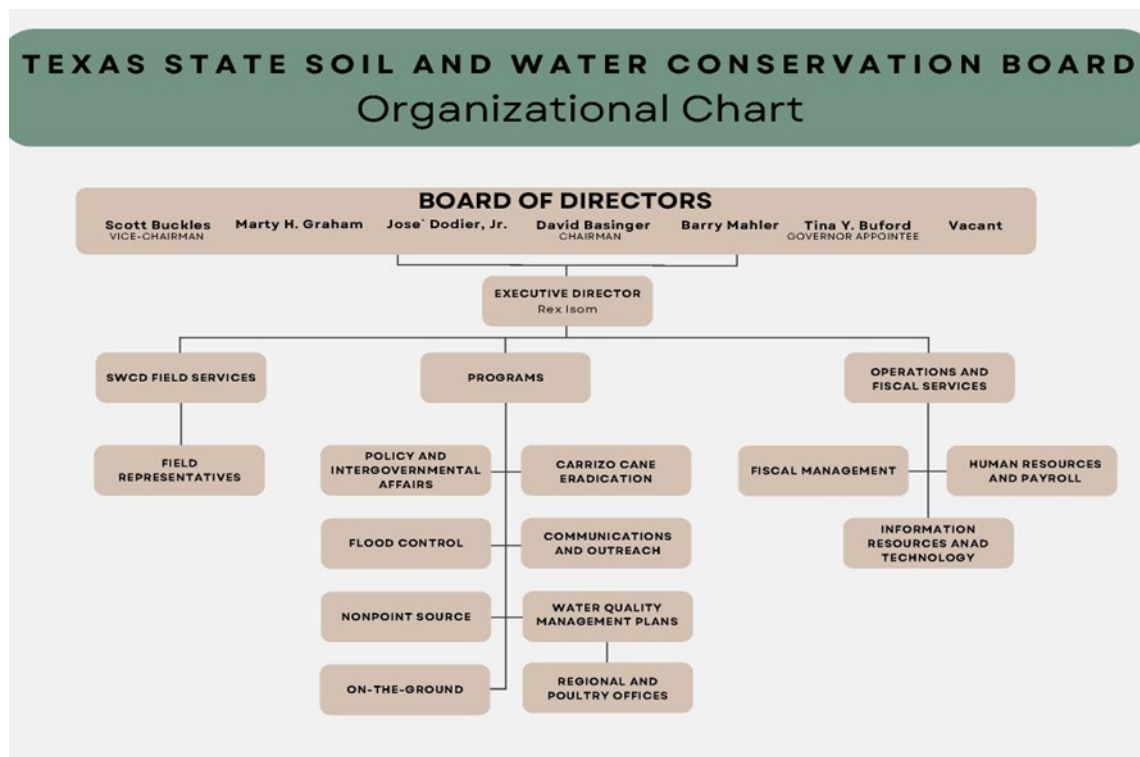 TEXAS STATE SOIL AND WATER CONSERVATION BOARD
Organizational Chart
BOARD OF DIRECTORS
Scott Buckles
VICE-CHAIRMAN
Marty H. Graham
Jose` Dodier, Jr.
David Basinger
CHAIRMAN
Barry Mahler
Tina Y. Buford
GOVERNOR APPOINTEE
Vacant
EXECUTIVE DIRECTOR
Rex Isom
SWCD FIELD SERVICES
FIELD
REPRESENTATIVES
PROGRAMS
POLICY AND
INTERGOVERNMENTAL
AFFAIRS
CARRIZO CANE
ERADICATION
FLOOD CONTROL
COMMUNICATIONS
AND OUTREACH
NONPOINT SOURCE
WATER QUALITY
MANAGEMENT PLANS
ON-THE-GROUND
REGIONAL AND
POULTRY OFFICES
OPERATIONS AND
FISCAL SERVICES
FISCAL MANAGEMENT
HUMAN RESOURCES
AND PAYROLL
INFORMATION
RESOURCES ANAD
TECHNOLOGY